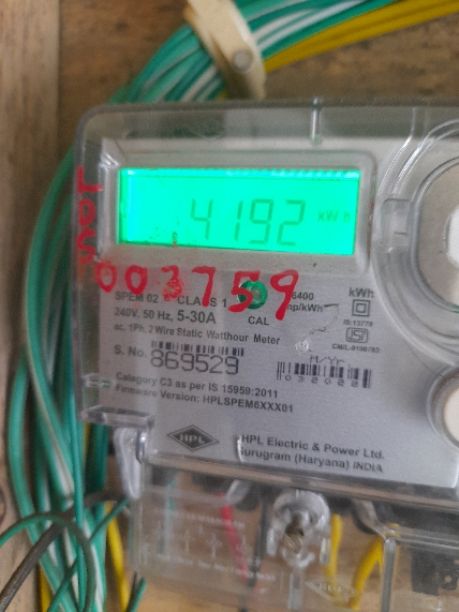 4192 kWh
003759
SPEM 02 CLASS 1
240V, 50 Hz, 5-30A
ac, 1Ph, 2 Wire Static Watthour Meter
CAL
6400
imp/kWh
kWh
IS:13779
S. No. 869529
Category C3 as per IS 15959:2011
Firmware Version: HPLSPEM6XXX01
HPL
HPL Electric & Power Ltd.
Gurugram (Haryana) INDIA